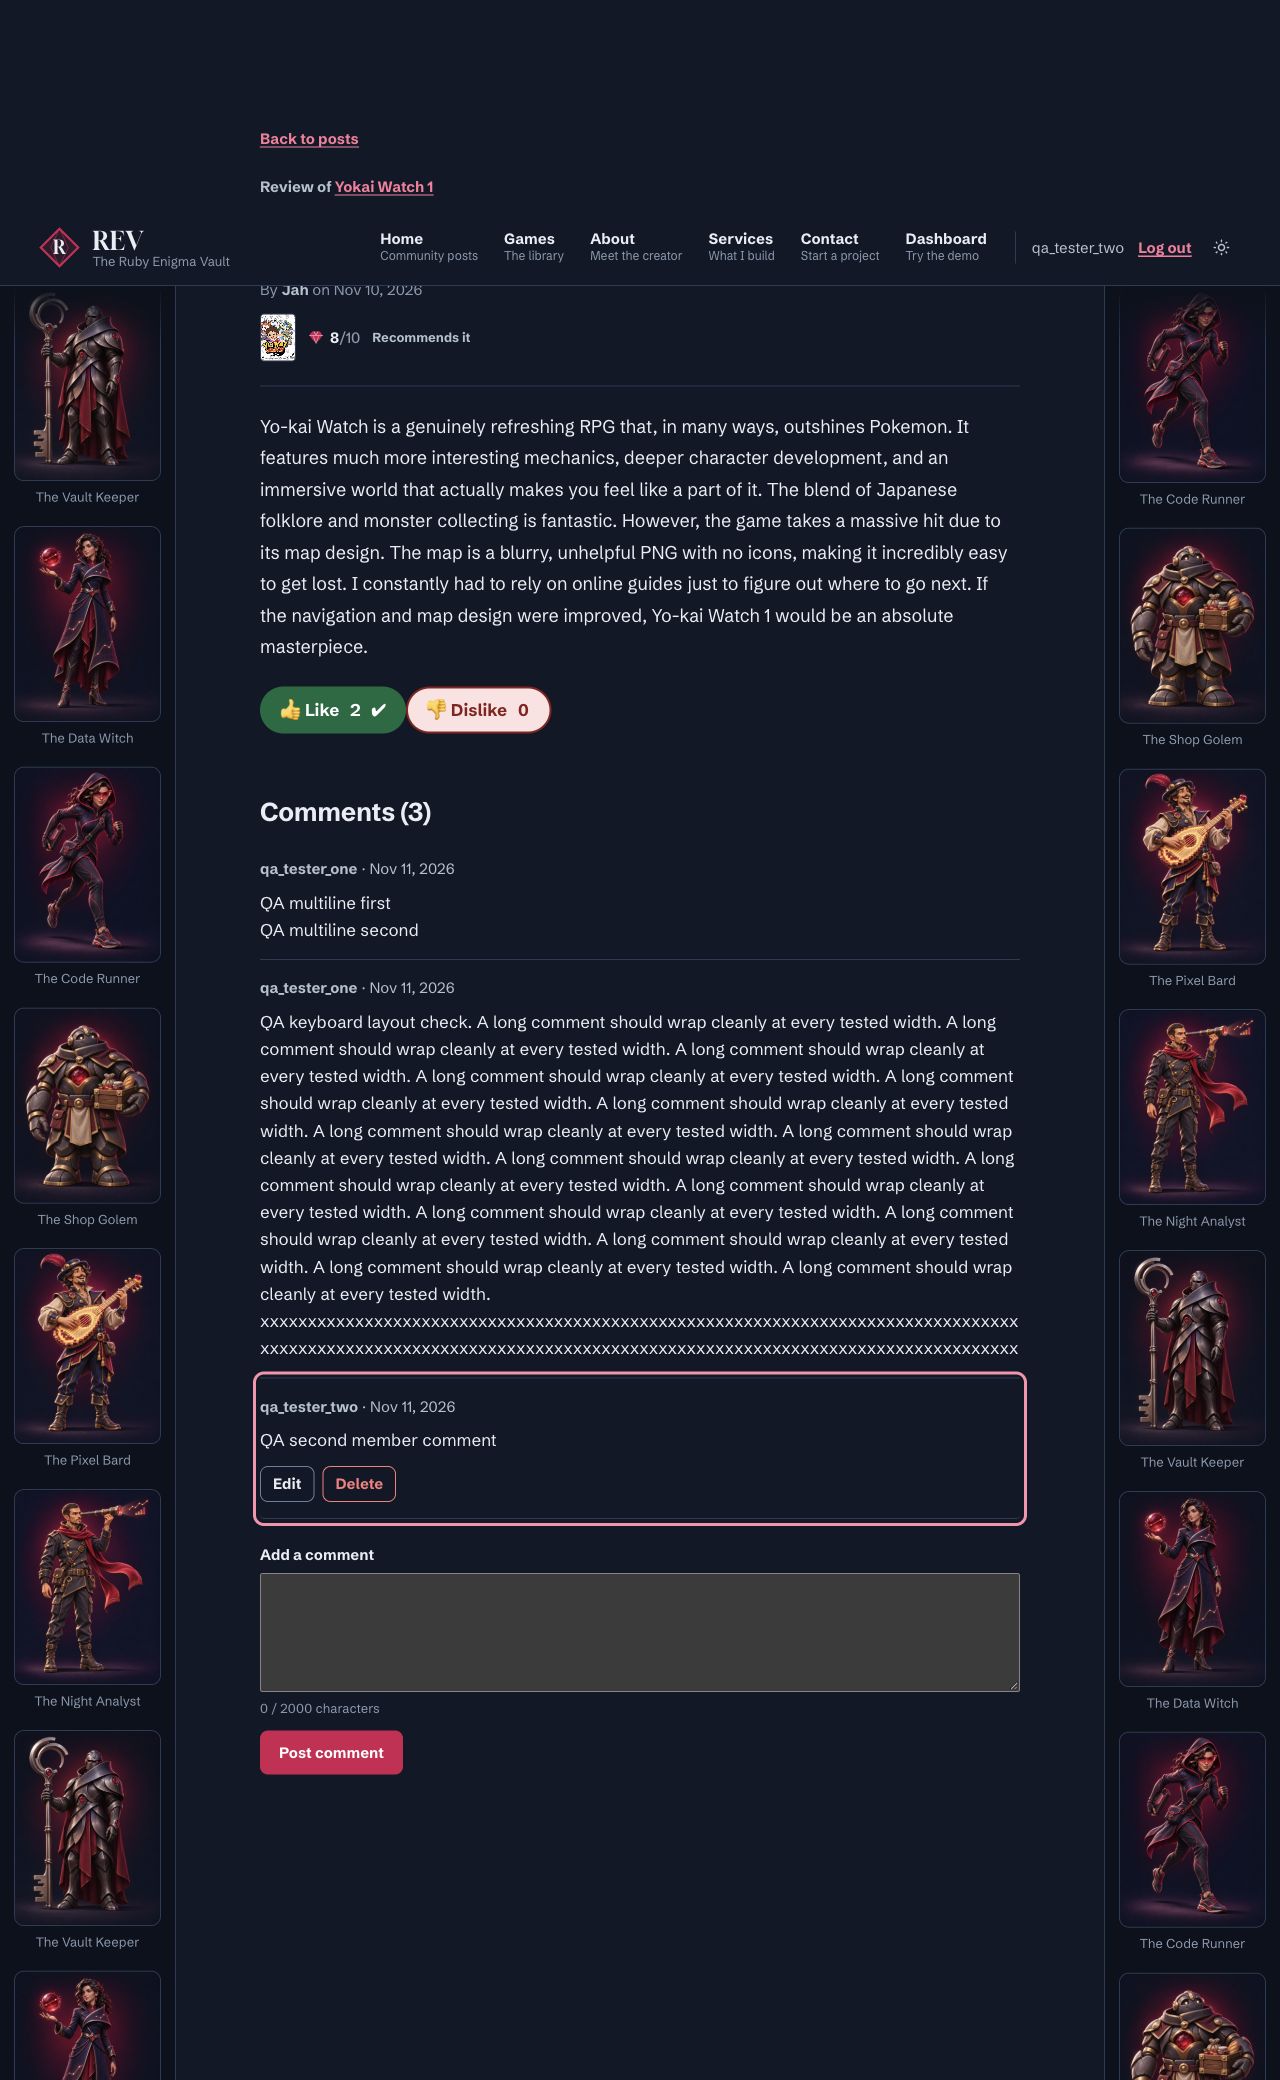 Back to posts
Review of Yokai Watch 1
R
REV
The Ruby Enigma Vault
Home
Community posts
Games
The library
About
Meet the creator
Services
What I build
Contact
Start a project
Dashboard
Try the demo
qa_tester_two
Log out
By Jah on Nov 10, 2026
8/10 Recommends it
Yo-kai Watch is a genuinely refreshing RPG that, in many ways, outshines Pokemon. It
features much more interesting mechanics, deeper character development, and an
immersive world that actually makes you feel like a part of it. The blend of Japanese
folklore and monster collecting is fantastic. However, the game takes a massive hit due to
its map design. The map is a blurry, unhelpful PNG with no icons, making it incredibly easy
to get lost. I constantly had to rely on online guides just to figure out where to go next. If
the navigation and map design were improved, Yo-kai Watch 1 would be an absolute
masterpiece.
👍 Like 2 ✔
👎 Dislike 0
Comments (3)
qa_tester_one · Nov 11, 2026
QA multiline first
QA multiline second
qa_tester_one · Nov 11, 2026
QA keyboard layout check. A long comment should wrap cleanly at every tested width. A long
comment should wrap cleanly at every tested width. A long comment should wrap cleanly at
every tested width. A long comment should wrap cleanly at every tested width. A long comment
should wrap cleanly at every tested width. A long comment should wrap cleanly at every tested
width. A long comment should wrap cleanly at every tested width. A long comment should wrap
cleanly at every tested width. A long comment should wrap cleanly at every tested width. A long
comment should wrap cleanly at every tested width. A long comment should wrap cleanly at
every tested width. A long comment should wrap cleanly at every tested width. A long comment
should wrap cleanly at every tested width. A long comment should wrap cleanly at every tested
width. A long comment should wrap cleanly at every tested width. A long comment should wrap
cleanly at every tested width.
xxxxxxxxxxxxxxxxxxxxxxxxxxxxxxxxxxxxxxxxxxxxxxxxxxxxxxxxxxxxxxxxxxxxxxxxxxxxxxxx
xxxxxxxxxxxxxxxxxxxxxxxxxxxxxxxxxxxxxxxxxxxxxxxxxxxxxxxxxxxxxxxxxxxxxxxxxxxxxxxx
qa_tester_two · Nov 11, 2026
QA second member comment
Edit
Delete
Add a comment
0 / 2000 characters
Post comment
The Vault Keeper
The Data Witch
The Code Runner
The Shop Golem
The Pixel Bard
The Night Analyst
The Vault Keeper
The Code Runner
The Shop Golem
The Pixel Bard
The Night Analyst
The Vault Keeper
The Data Witch
The Code Runner